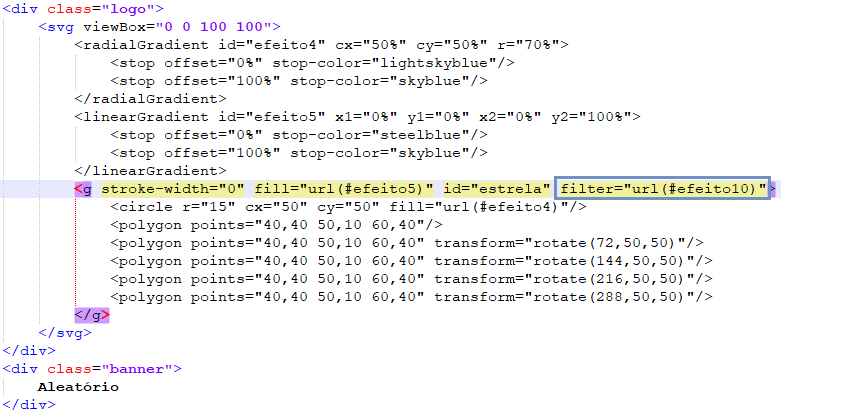 <div class="logo">
<svg viewBox="0 0 100 100">
<radialGradient id="efeito4" cx="50%" cy="50%" r="70%">
<stop offset="0%" stop-color="lightskyblue"/>
<stop offset="100%" stop-color="skyblue"/>
</radialGradient>
<linearGradient id="efeito5" x1="0%" y1="0%" x2="0%" y2="100%">
<stop offset="0%" stop-color="steelblue"/>
<stop offset="100%" stop-color="skyblue"/>
</linearGradient>
<g stroke-width="0" fill="url(#efeito5)" id="estrela" filter="url(#efeito10)">
<circle r="15" cx="50" cy="50" fill="url(#efeito4)"/>
<polygon points="40,40 50,10 60,40"/>
<polygon points="40,40 50,10 60,40" transform="rotate(72,50,50)"/>
<polygon points="40,40 50,10 60,40" transform="rotate(144,50,50)"/>
<polygon points="40,40 50,10 60,40" transform="rotate(216,50,50)"/>
<polygon points="40,40 50,10 60,40" transform="rotate(288,50,50)"/>
</g>
</svg>
</div>
<div class="banner">
Aleatório
</div>